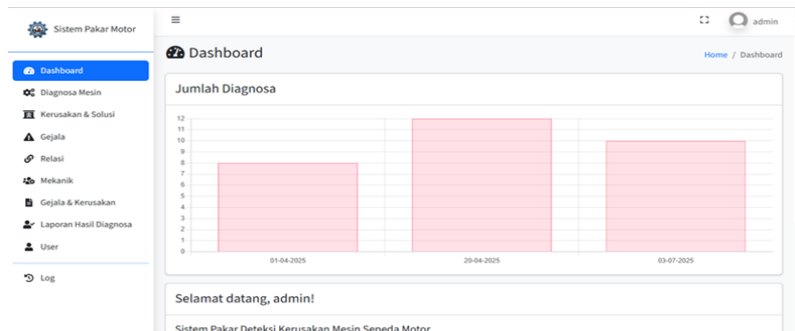 Sistem Pakar Motor
admin
Dashboard
Home / Dashboard
Dashboard
Diagnosa Mesin
Kerusakan & Solusi
Gejala
Relasi
Mekanik
Gejala & Kerusakan
Laporan Hasil Diagnosa
User
Log
Jumlah Diagnosa
12
11
10
9
8
7
6
5
4
3
2
1
0
01-04-2025 20-04-2025 03-07-2025
Selamat datang, admin!
Sistem Pakar Deteksi Kerusakan Mesin Sepeda Motor